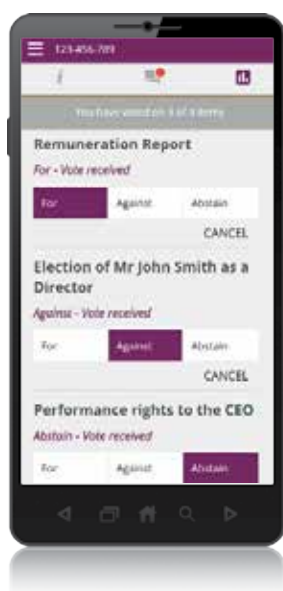 123-456-789
You have voted on 3 of 3 items
Remuneration Report
For - Vote received
For Against Abstain
CANCEL
Election of Mr John Smith as a
Director
Against - Vote received
For Against Abstain
CANCEL
Performance rights to the CEO
Abstain - Vote received
For Against Abstain